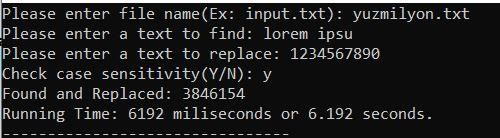 Please enter file name(Ex: input.txt): yuzmilyon.txt
Please enter a text to find: lorem ipsu
Please enter a text to replace: 1234567890
Check case sensitivity(Y/N): y
Found and Replaced: 3846154
Running Time: 6192 miliseconds or 6.192 seconds.
--------------------------------